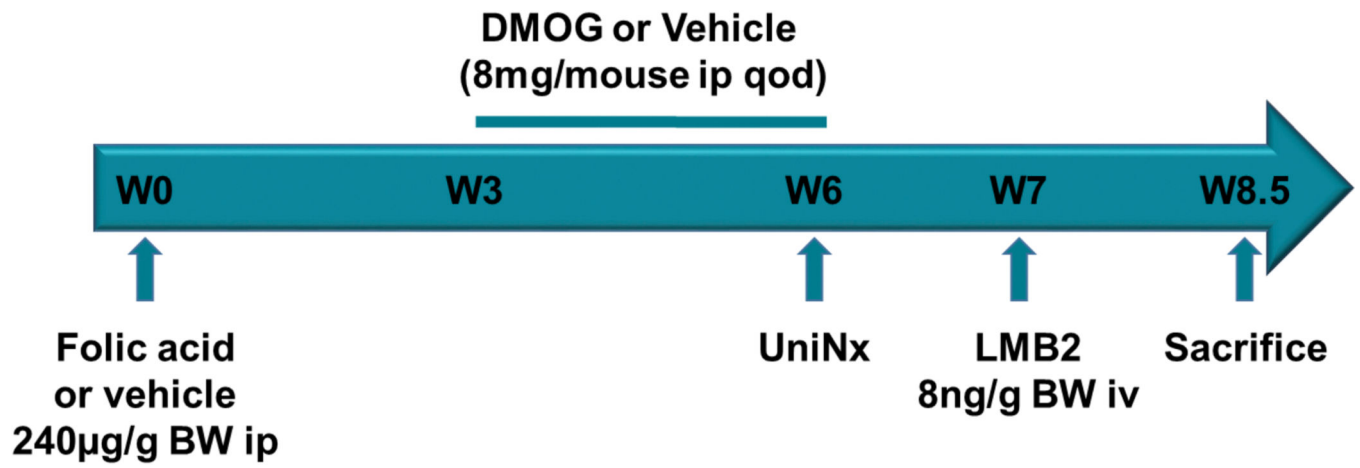 DMOG or Vehicle
(8mg/mouse ip qod)
W0 W3 W6 W7 W8.5
Folic acid
or vehicle
240µg/g BW ip
UniNx
LMB2
8ng/g BW iv
Sacrifice